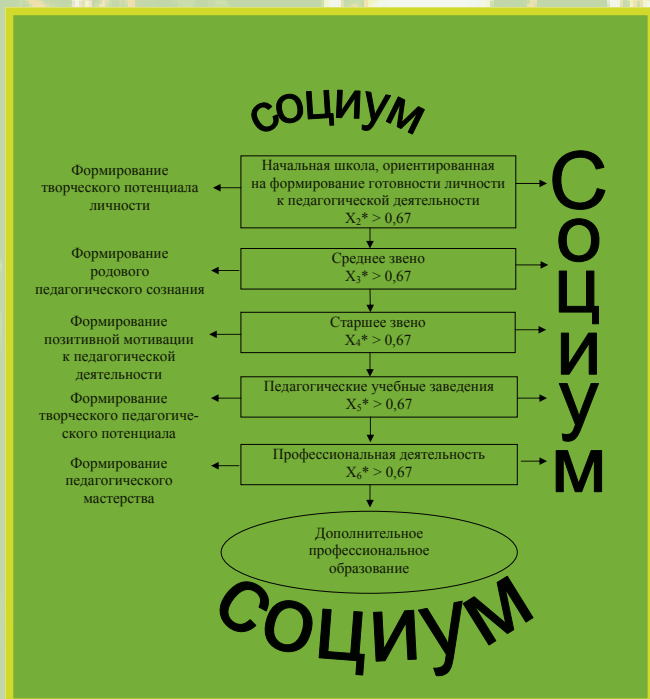 социум
Формирование
творческого потенциала
личности
Начальная школа, ориентированная
на формирование готовности личности
к педагогической деятельности
X₂* > 0,67
Социум
Формирование
родового
педагогического сознания
Среднее звено
X₃* > 0,67
Формирование
позитивной мотивации
к педагогической
деятельности
Старшее звено
X₄* > 0,67
Формирование
творческого педагогиче-
ского потенциала
Педагогические учебные заведения
X₅* > 0,67
Формирование
педагогического
мастерства
Профессиональная деятельность
X₆* > 0,67
Дополнительное
профессиональное
образование
социум